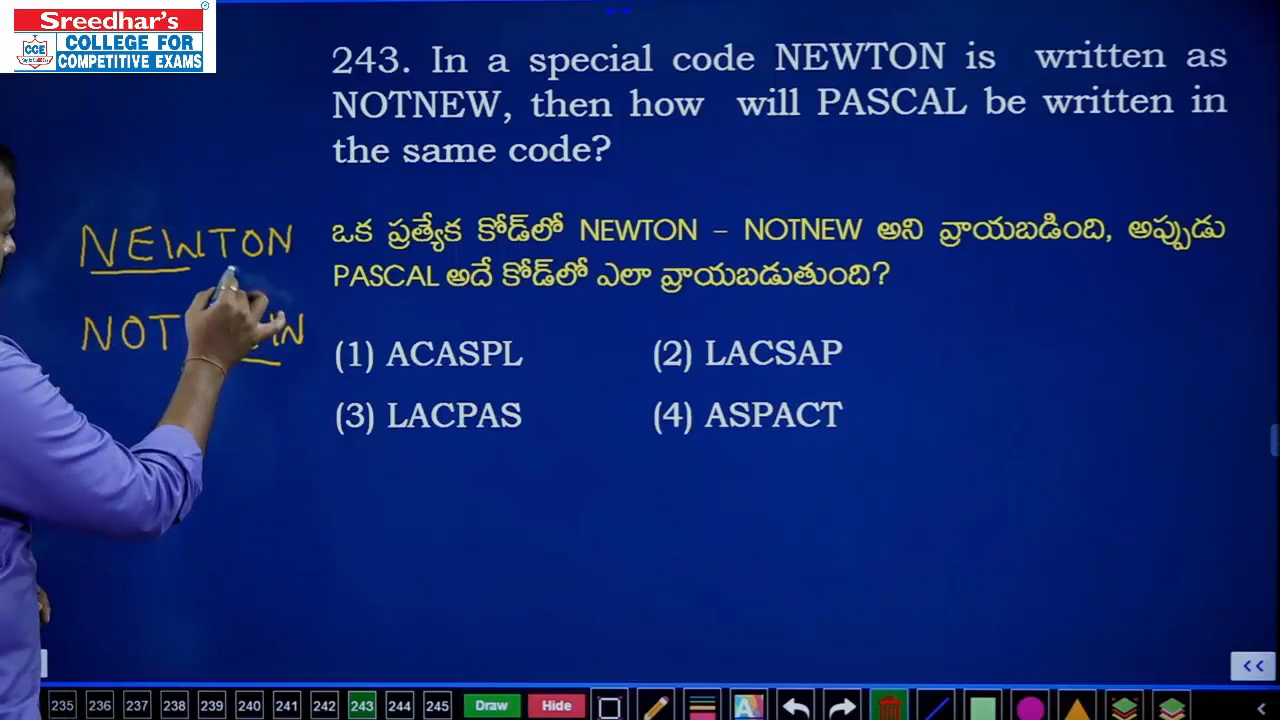 Sreedhar's
CCE
COLLEGE FOR
COMPETITIVE EXAMS
243. In a special code NEWTON is written as
NOTNEW, then how will PASCAL be written in
the same code?
ఒక ప్రత్యేక కోడ్‌లో NEWTON – NOTNEW అని వ్రాయబడింది, అప్పుడు
PASCAL అదే కోడ్‌లో ఎలా వ్రాయబడుతుంది?
NEWTON
NOT
(1) ACASPL (2) LACSAP
(3) LACPAS (4) ASPACT
<<
235 236 237 238 239 240 241 242 243 244 245 Draw Hide